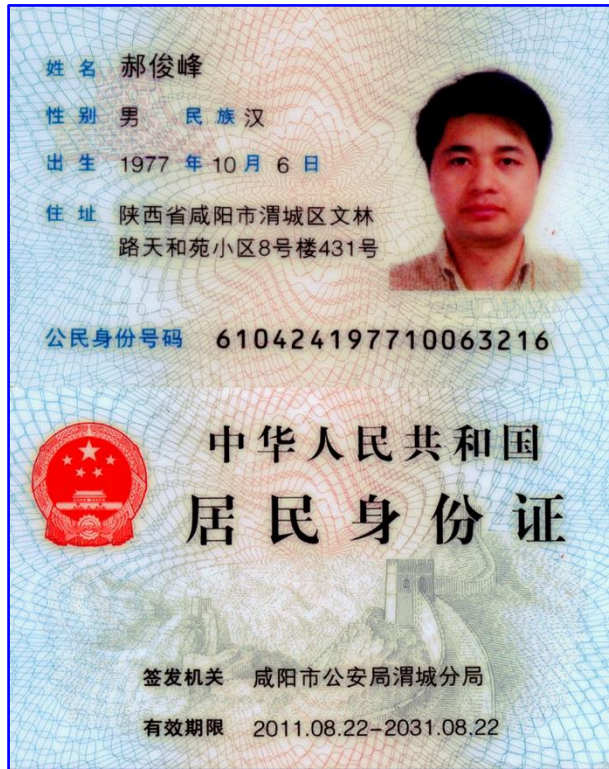 姓名 郝俊峰
性别 男 民族 汉
出生 1977 年 10 月 6 日
住址 陕西省咸阳市渭城区文林
路天和苑小区8号楼431号
公民身份号码 610424197710063216
中华人民共和国
居民身份证
签发机关 咸阳市公安局渭城分局
有效期限 2011.08.22-2031.08.22